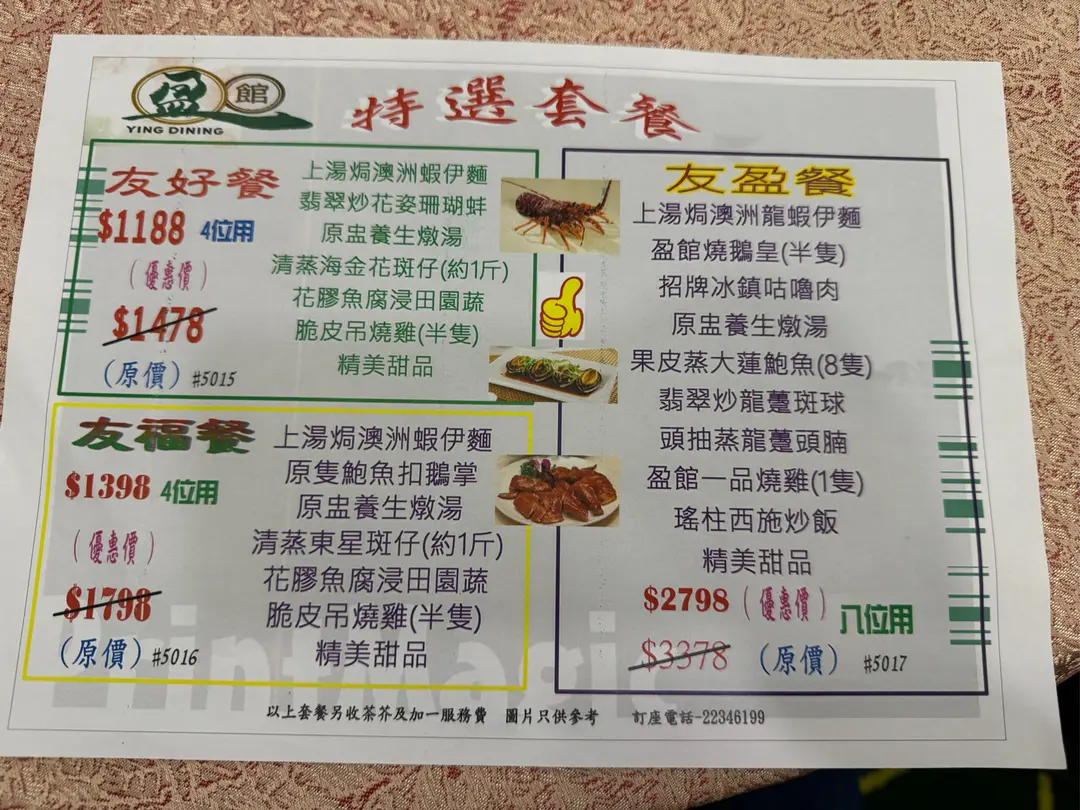 盈館
YING DINING
特選套餐
友好餐
$1188 4位用
(優惠價)
$1478
(原價) #5015
上湯焗澳洲蝦伊麵
翡翠炒花姿珊瑚蚌
原盅養生燉湯
清蒸海金花斑仔(約1斤)
花膠魚腐浸田園蔬
脆皮吊燒雞(半隻)
精美甜品
友福餐
$1398 4位用
(優惠價)
$1798
(原價) #5016
上湯焗澳洲蝦伊麵
原隻鮑魚扣鵝掌
原盅養生燉湯
清蒸東星斑仔(約1斤)
花膠魚腐浸田園蔬
脆皮吊燒雞(半隻)
精美甜品
友盈餐
上湯焗澳洲龍蝦伊麵
盈館燒鵝皇(半隻)
招牌冰鎮咕嚕肉
原盅養生燉湯
果皮蒸大蓮鮑魚(8隻)
翡翠炒龍躉斑球
頭抽蒸龍躉頭腩
盈館一品燒雞(1隻)
瑤柱西施炒飯
精美甜品
$2798 (優惠價) 八位用
$3378 (原價) #5017
PrintMagic
以上套餐另收茶芥及加一服務費 圖片只供參考 訂座電話-22346199